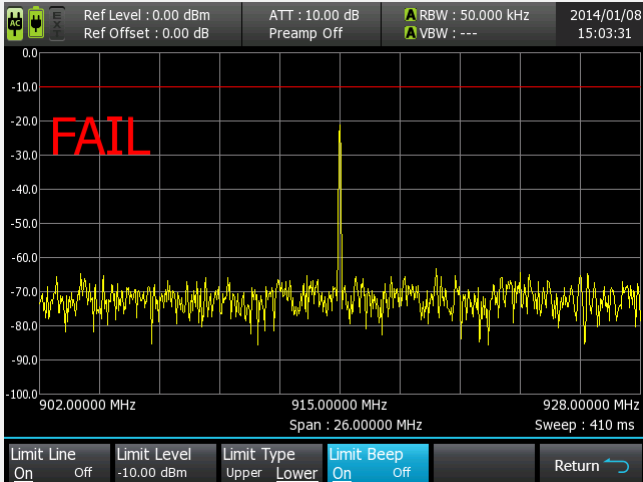 AC EXT Ref Level : 0.00 dBm ATT : 10.00 dB A RBW : 50.000 kHz 2014/01/08
Ref Offset : 0.00 dB Preamp Off A VBW : --- 15:03:31
0.0
-10.0
-20.0
FAIL
-30.0
-40.0
-50.0
-60.0
-70.0
-80.0
-90.0
-100.0
902.00000 MHz 915.00000 MHz 928.00000 MHz
Span : 26.00000 MHz Sweep : 410 ms
Limit Line Limit Level Limit Type Limit Beep
On Off -10.00 dBm Upper Lower On Off Return